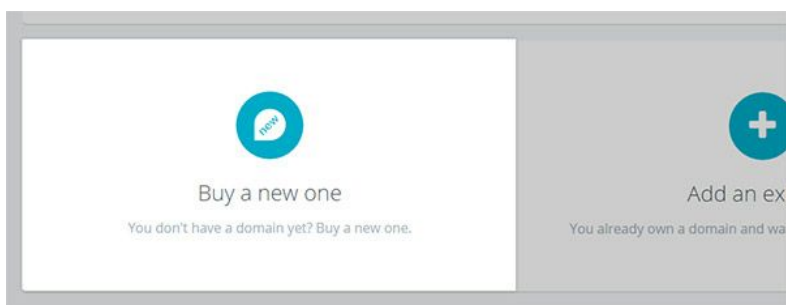 new
Buy a new one
You don't have a domain yet? Buy a new one.
Add an ex
You already own a domain and wa